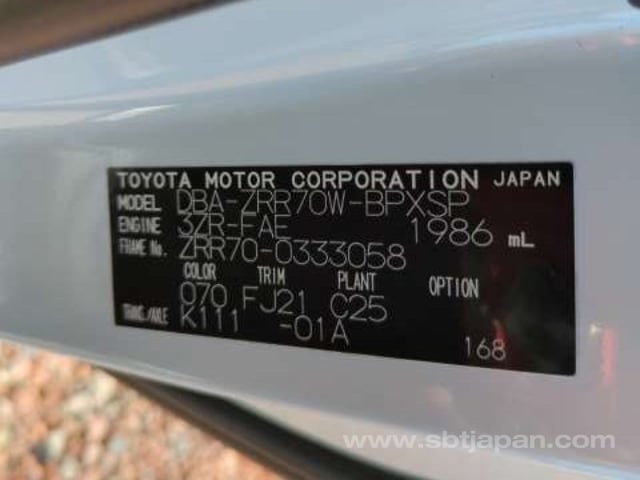 TOYOTA MOTOR CORPORATION JAPAN
MODEL DBA-ZRR70W-BPXSP
ENGINE 3ZR-FAE 1986 mL
FRAME No. ZRR70-0333058
COLOR TRIM PLANT OPTION
070 FJ21 C25
TRANS./AXLE K111 -01A
168
www.sbtjapan.com